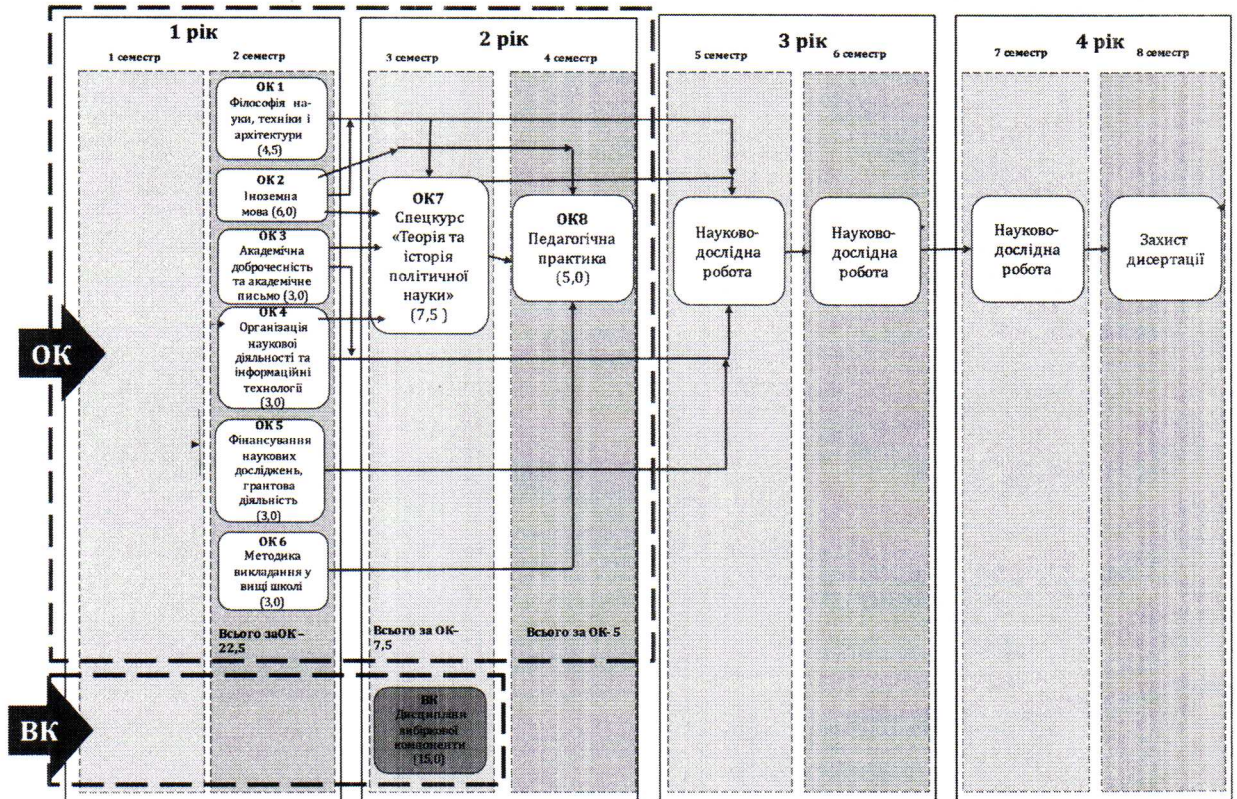 1 рік
1 семестр
2 семестр
ОК 1
Філософія на-
уки, техніки і
архітектури
(4,5)
ОК 2
Іноземна
мова (6,0)
ОК 3
Академічна
доброчесність
та академічне
письмо (3,0)
ОК 4
Організація
наукової
діяльності та
інформаційні
технології
(3,0)
ОК 5
Фінансування
наукових
досліджень,
грантова
діяльність
(3,0)
ОК 6
Методика
викладання у
вищі школі
(3,0)
Всього заОК –
22,5
2 рік
3 семестр
4 семестр
ОК7
Спецкурс
«Теорія та
історія
політичної
науки»
(7,5 )
ОК8
Педагогічна
практика
(5,0)
Всього за ОК–
7,5
Всього за ОК- 5
3 рік
5 семестр
6 семестр
Науково-
дослідна
робота
Науково-
дослідна
робота
4 рік
7 семестр
8 семестр
Науково-
дослідна
робота
Захист
дисертації
ОК
ВК
ВК
Дисципліни
вибіркової
компоненти
(15,0)